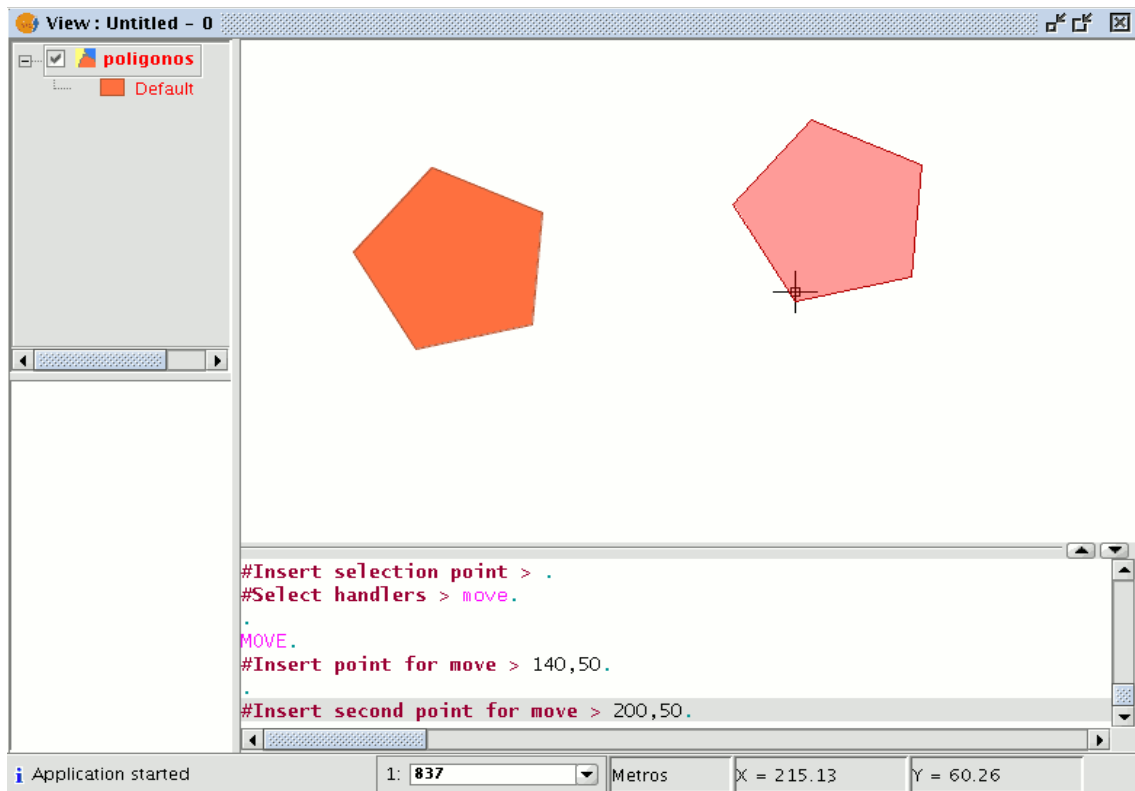 View : Untitled - 0
poligonos
Default
#Insert selection point > .
#Select handlers > move.
.
MOVE.
#Insert point for move > 140,50.
.
#Insert second point for move > 200,50.
i Application started
1: 837
Metros
X = 215.13
Y = 60.26